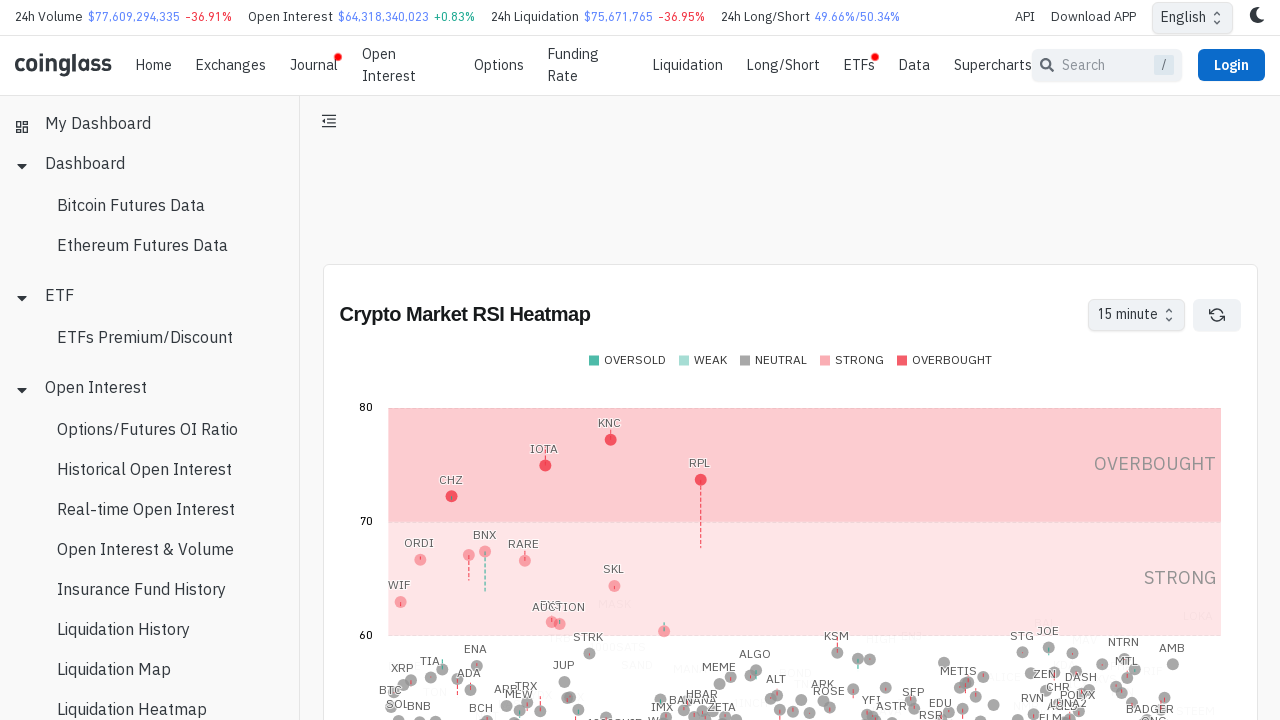 24h Volume $77,609,294,335 -36.91% Open Interest $64,318,340,023 +0.83% 24h Liquidation $75,671,765 -36.95% 24h Long/Short 49.66%/50.34% API Download APP English
coinglass Home Exchanges Journal Open Interest Options Funding Rate Liquidation Long/Short ETFs Data Supercharts Search / Login
My Dashboard
Dashboard
Bitcoin Futures Data
Ethereum Futures Data
ETF
ETFs Premium/Discount
Open Interest
Options/Futures OI Ratio
Historical Open Interest
Real-time Open Interest
Open Interest & Volume
Insurance Fund History
Liquidation History
Liquidation Map
Liquidation Heatmap
Crypto Market RSI Heatmap 15 minute
OVERSOLD WEAK NEUTRAL STRONG OVERBOUGHT
80
KNC
IOTA
RPL OVERBOUGHT
CHZ
70
BNX
ORDI RARE
SKL STRONG
WIF
AUCTION
60 STRK KSM STG JOE
ENA ALGO NTRN AMB
XRP TIA JUP MEME MTL
ADA METIS ZEN DASH
BTC TRX ALT ARK CHR
MEW HBAR ROSE SFP RVN POLYX
SOL BNB BCH IMX BANANA ZETA YFI ASTR EDU LUNA2 BADGER
RSR